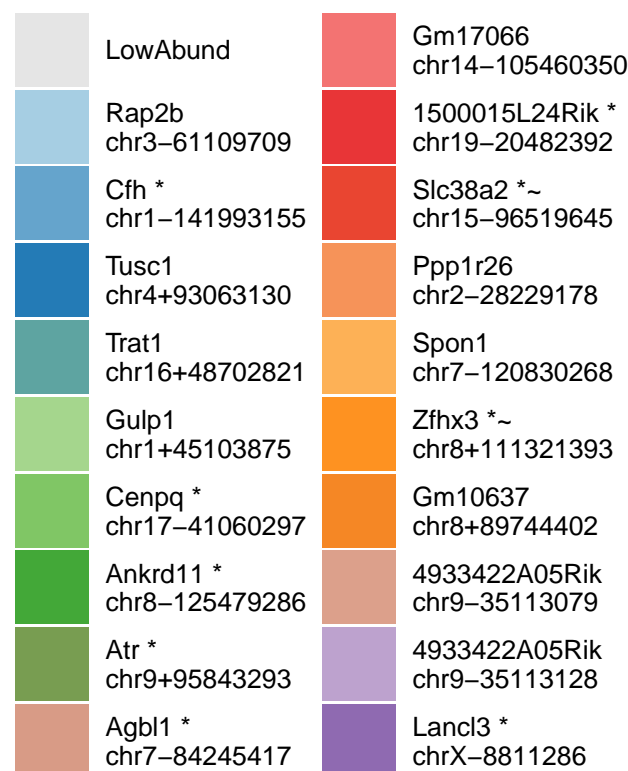 LowAbund
Rap2b
chr3−61109709
Cfh *
chr1−141993155
Tusc1
chr4+93063130
Trat1
chr16+48702821
Gulp1
chr1+45103875
Cenpq *
chr17−41060297
Ankrd11 *
chr8−125479286
Atr *
chr9+95843293
Agbl1 *
chr7−84245417
Gm17066
chr14−105460350
1500015L24Rik *
chr19−20482392
Slc38a2 *~
chr15−96519645
Ppp1r26
chr2−28229178
Spon1
chr7−120830268
Zfhx3 *~
chr8+111321393
Gm10637
chr8+89744402
4933422A05Rik
chr9−35113079
4933422A05Rik
chr9−35113128
Lancl3 *
chrX−8811286